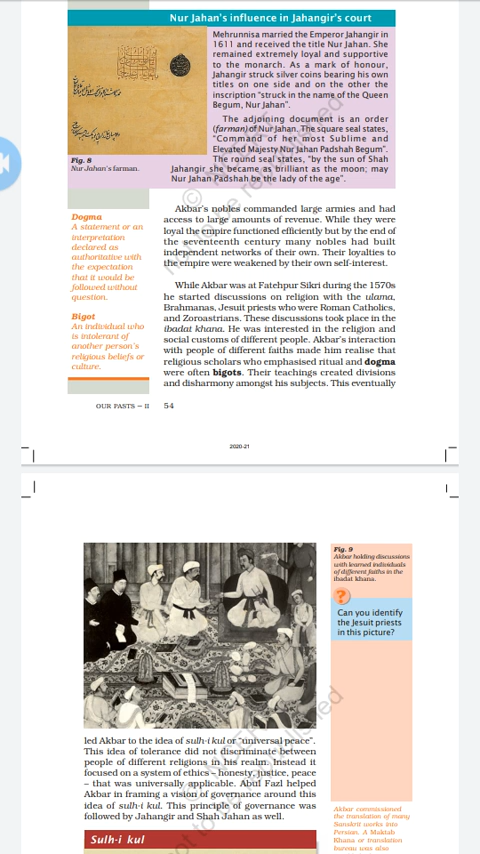 Nur Jahan's influence in Jahangir's court
Mehrunnisa married the Emperor Jahangir in
1611 and received the title Nur Jahan. She
remained extremely loyal and supportive
to the monarch. As a mark of honour,
Jahangir struck silver coins bearing his own
titles on one side and on the other the
inscription "struck in the name of the Queen
Begum, Nur Jahan".
The adjoining document is an order
(farman) of Nur Jahan. The square seal states,
"Command of her most Sublime and
Elevated Majesty Nur Jahan Padshah Begum".
The round seal states, "by the sun of Shah
Jahangir she became as brilliant as the moon; may
Nur Jahan Padshah be the lady of the age".
Fig. 8
Nur Jahan's farman.
Dogma
A statement or an
interpretation
declared as
authoritative with
the expectation
that it would be
followed without
question.
Bigot
An individual who
is intolerant of
another person's
religious beliefs or
culture.
Akbar's nobles commanded large armies and had
access to large amounts of revenue. While they were
loyal the empire functioned efficiently but by the end of
the seventeenth century many nobles had built
independent networks of their own. Their loyalties to
the empire were weakened by their own self-interest.
While Akbar was at Fatehpur Sikri during the 1570s
he started discussions on religion with the ulama,
Brahmanas, Jesuit priests who were Roman Catholics,
and Zoroastrians. These discussions took place in the
ibadat khana. He was interested in the religion and
social customs of different people. Akbar's interaction
with people of different faiths made him realise that
religious scholars who emphasised ritual and dogma
were often bigots. Their teachings created divisions
and disharmony amongst his subjects. This eventually
OUR PASTS – II 54
2020-21
Fig. 9
Akbar holding discussions
with learned individuals
of different faiths in the
ibadat khana.
?
Can you identify
the Jesuit priests
in this picture?
led Akbar to the idea of sulh-i kul or "universal peace".
This idea of tolerance did not discriminate between
people of different religions in his realm. Instead it
focused on a system of ethics – honesty, justice, peace
– that was universally applicable. Abul Fazl helped
Akbar in framing a vision of governance around this
idea of sulh-i kul. This principle of governance was
followed by Jahangir and Shah Jahan as well.
Akbar commissioned
the translation of many
Sanskrit works into
Persian. A Maktab
Khana or translation
bureau was also
Sulh-i kul